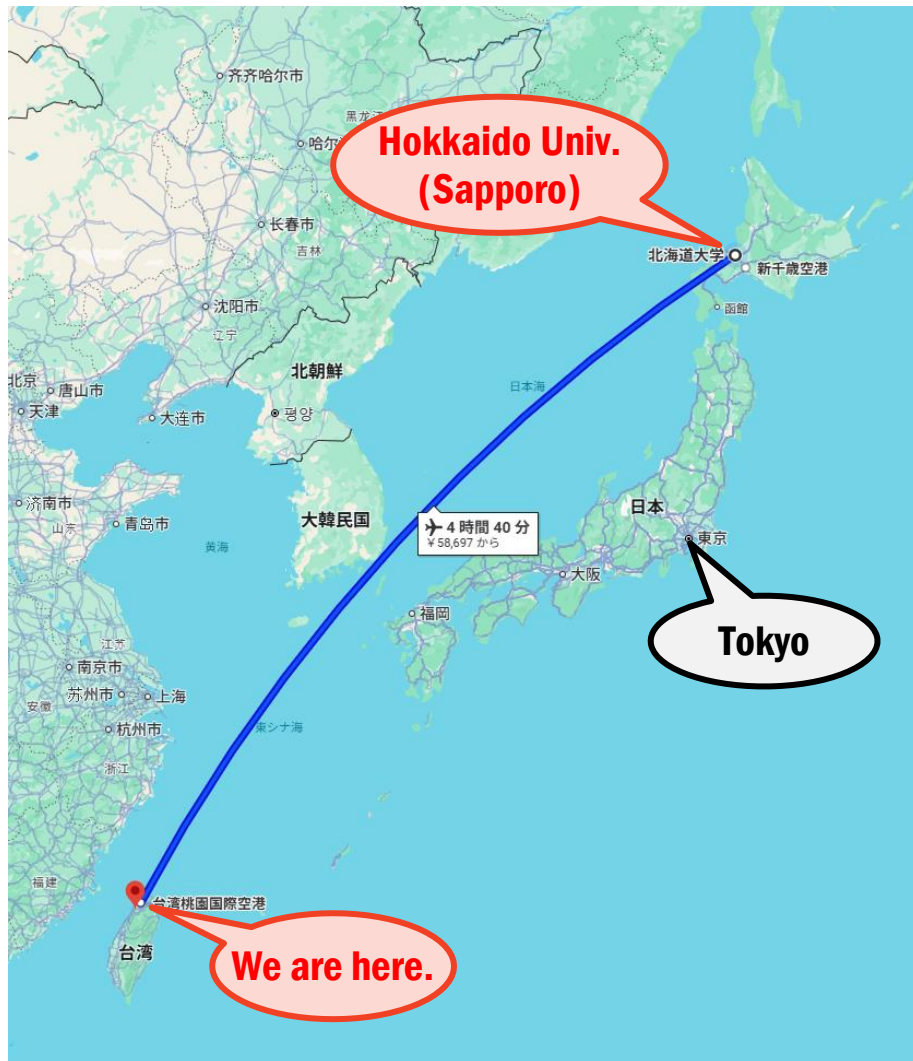 齐齐哈尔市
黑龙江
哈尔
Hokkaido Univ.
(Sapporo)
长春市
吉林
北海道大学
新千歳空港
函館
沈阳市
辽宁
北朝鮮
北京
唐山市
天津
大连市
평양
日本海
济南市
山东
青岛市
大韓民国
黄海
4 時間 40 分
¥58,697 から
日本
東京
大阪
福岡
Tokyo
江苏
南京市
苏州市
上海
安徽
杭州市
東シナ海
浙江
福建
台湾桃園国際空港
台湾
We are here.